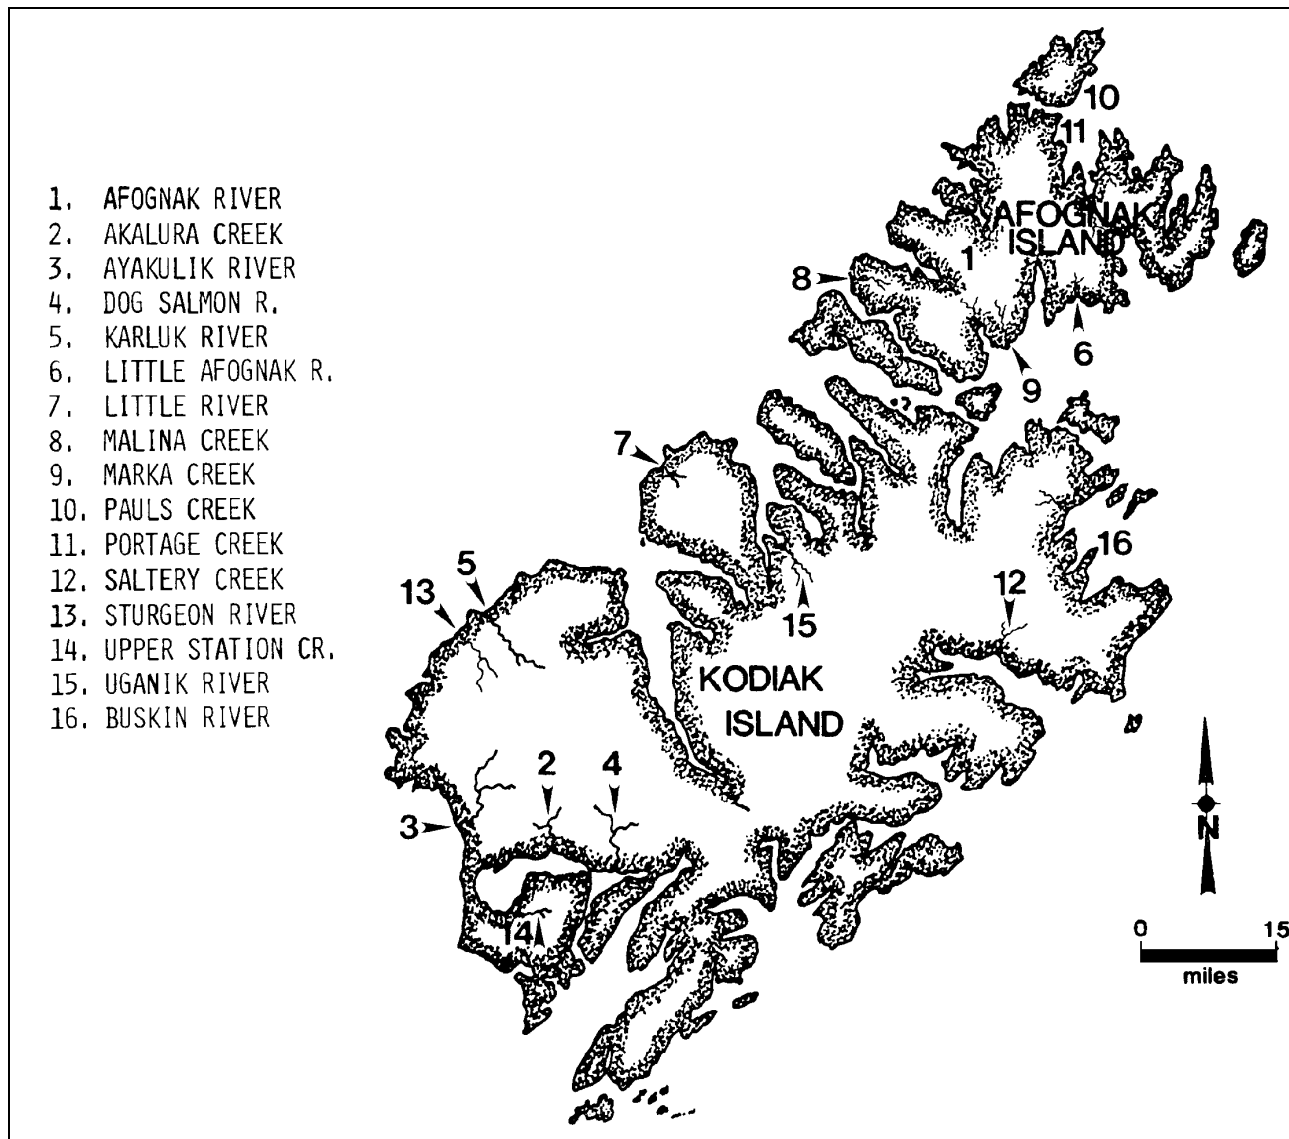 1. AFOGNAK RIVER
2. AKALURA CREEK
3. AYAKULIK RIVER
4. DOG SALMON R.
5. KARLUK RIVER
6. LITTLE AFOGNAK R.
7. LITTLE RIVER
8. MALINA CREEK
9. MARKA CREEK
10. PAULS CREEK
11. PORTAGE CREEK
12. SALTERY CREEK
13. STURGEON RIVER
14. UPPER STATION CR.
15. UGANIK RIVER
16. BUSKIN RIVER
10
11
AFOGNAK
ISLAND
1
8
6
9
7
16
5
13
12
15
KODIAK
ISLAND
2
4
3
14
N
0 15
miles